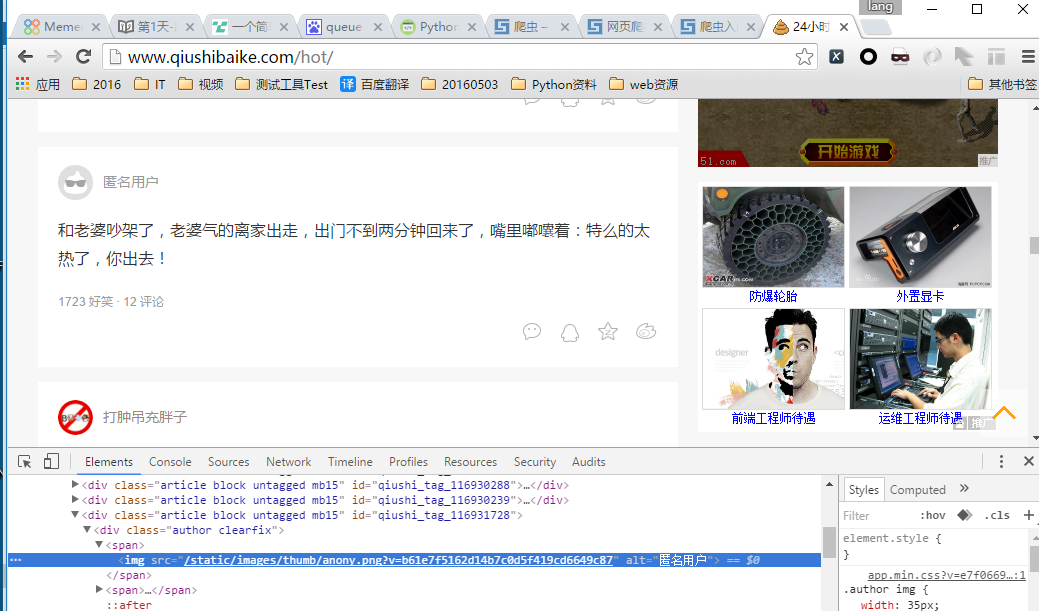 lang
Meme
第1天-
一个简
queue
Python
爬虫 –
网页爬
爬虫入
24小时
www.qiushibaike.com/hot/
应用 2016 IT 视频 测试工具Test 译 百度翻译 20160503 Python资料 web资源 其他书签
匿名用户
和老婆吵架了，老婆气的离家出走，出门不到两分钟回来了，嘴里嘟囔着：特么的太
热了，你出去！
1723 好笑 · 12 评论
打肿吊充胖子
开始游戏
51.com
推广
XCAR
防爆轮胎
外置显卡
designer
前端工程师待遇
运维工程师待遇
推广
Elements Console Sources Network Timeline Profiles Resources Security Audits
<div class="article block untagged mb15" id="qiushi_tag_116930288">…</div>
<div class="article block untagged mb15" id="qiushi_tag_116930239">…</div>
<div class="article block untagged mb15" id="qiushi_tag_116931728">
<div class="author clearfix">
<span>
<img src="/static/images/thumb/anony.png?v=b61e7f5162d14b7c0d5f419cd6649c87" alt="匿名用户"> == $0
</span>
<span>…</span>
::after
Styles Computed »
Filter :hov .cls +
element.style {
}
app.min.css?v=e7f0669…:1
.author img {
width: 35px;